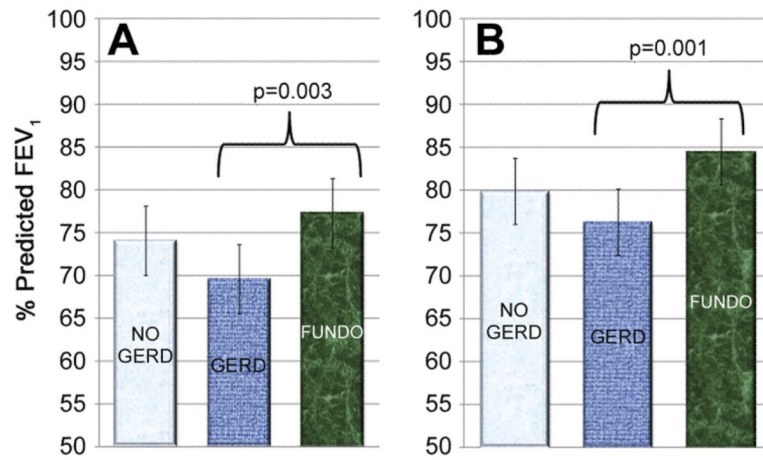 A
B
% Predicted FEV1
100
95
90
85
80
75
70
65
60
55
50
p=0.003
NO
GERD
GERD
FUNDO
100
95
90
85
80
75
70
65
60
55
50
p=0.001
NO
GERD
GERD
FUNDO